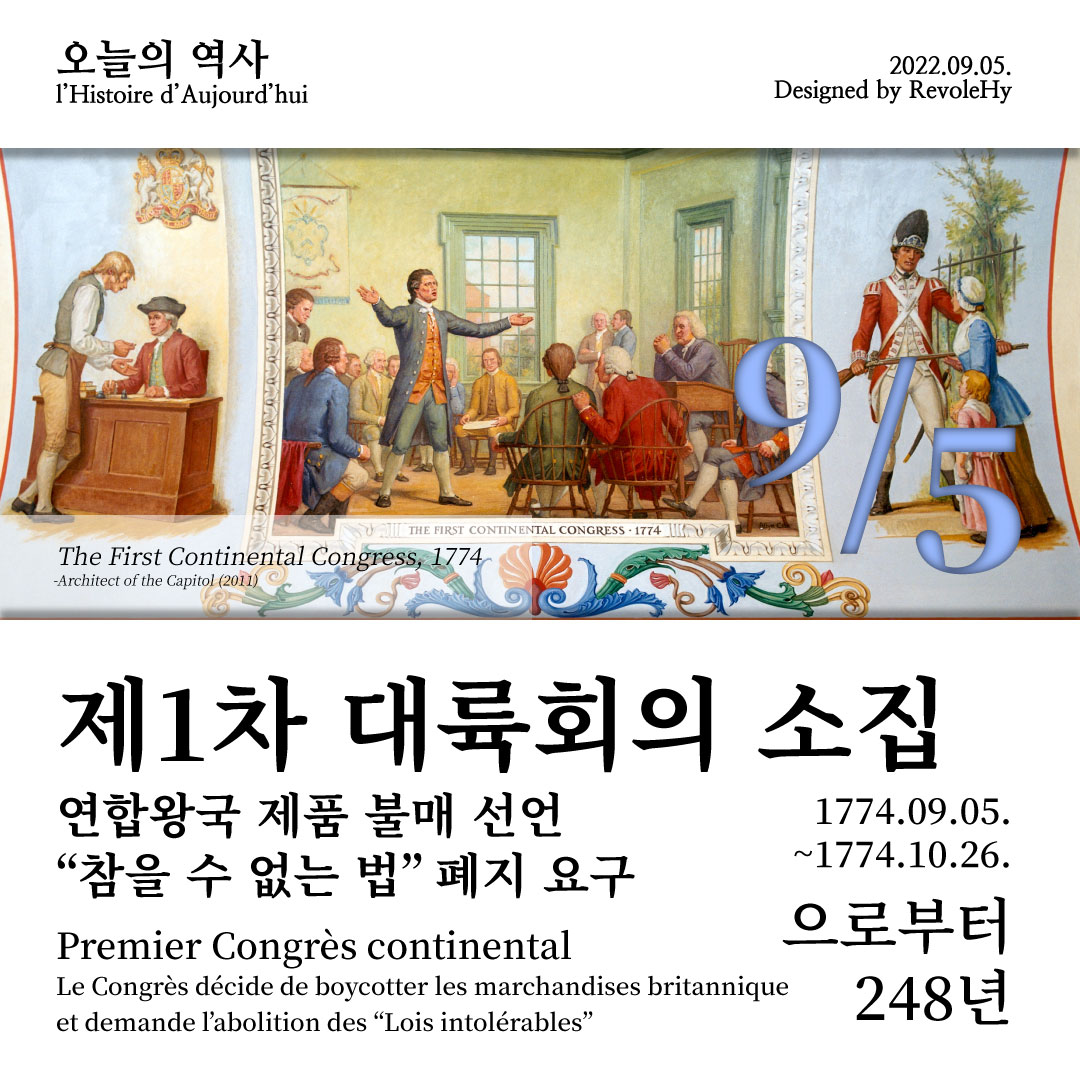 오늘의 역사
l’Histoire d’Aujourd’hui
2022.09.05.
Designed by RevoleHy
9/5
THE FIRST CONTINENTAL CONGRESS · 1774
The First Continental Congress, 1774
-Architect of the Capitol (2011)
제1차 대륙회의 소집
연합왕국 제품 불매 선언
“참을 수 없는 법” 폐지 요구
1774.09.05.
~1774.10.26.
으로부터
248년
Premier Congrès continental
Le Congrès décide de boycotter les marchandises britannique
et demande l’abolition des “Lois intolérables”